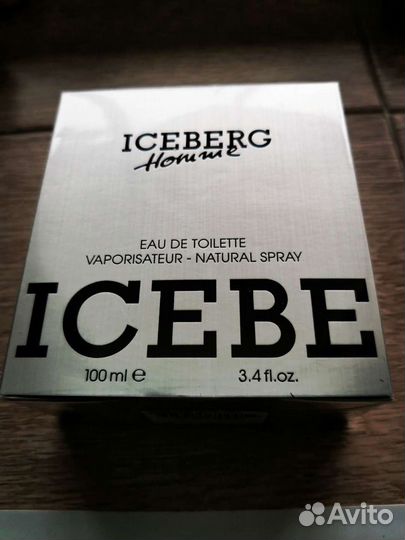 ICEBERG
Homme
EAU DE TOILETTE
VAPORISATEUR - NATURAL SPRAY
ICEBE
100 ml e 3.4 fl.oz.
Avito